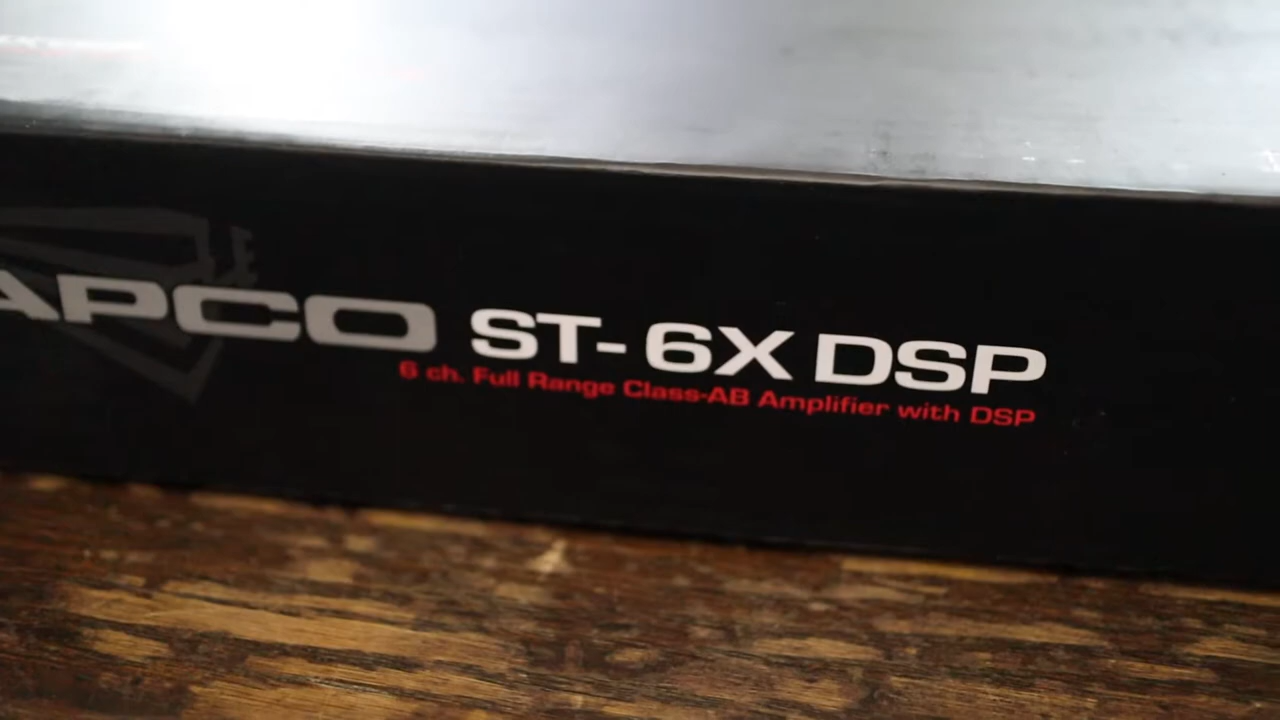 APCO ST-6X DSP
6 ch. Full Range Class-AB Amplifier with DSP